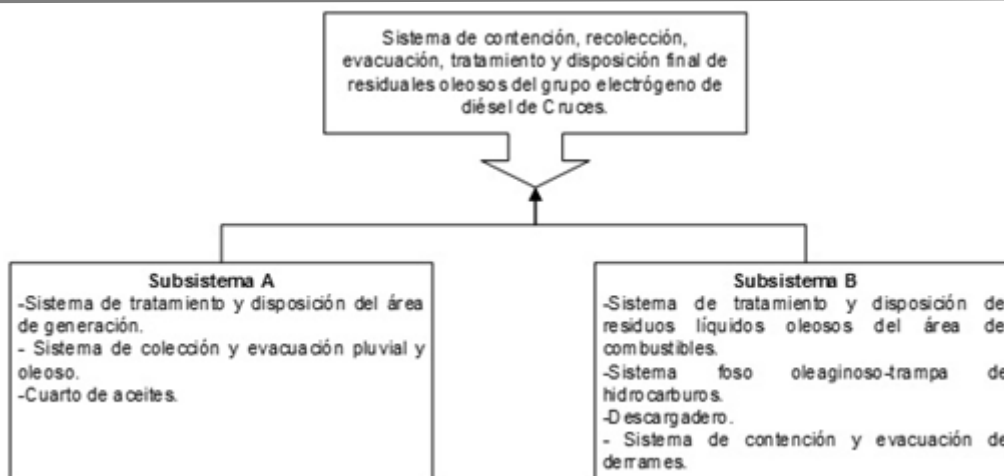 Sistema de contención, recolección,
evacuación, tratamiento y disposición final de
residuales oleosos del grupo electrógeno de
diésel de Cruces.
Subsistema A
-Sistema de tratamiento y disposición del área
de generación.
- Sistema de colección y evacuación pluvial y
oleoso.
-Cuarto de aceites.
Subsistema B
-Sistema de tratamiento y disposición de
residuos líquidos oleosos del área de
combustibles.
-Sistema foso oleaginoso-trampa de
hidrocarburos.
-Descargadero.
- Sistema de contención y evacuación de
derrames.